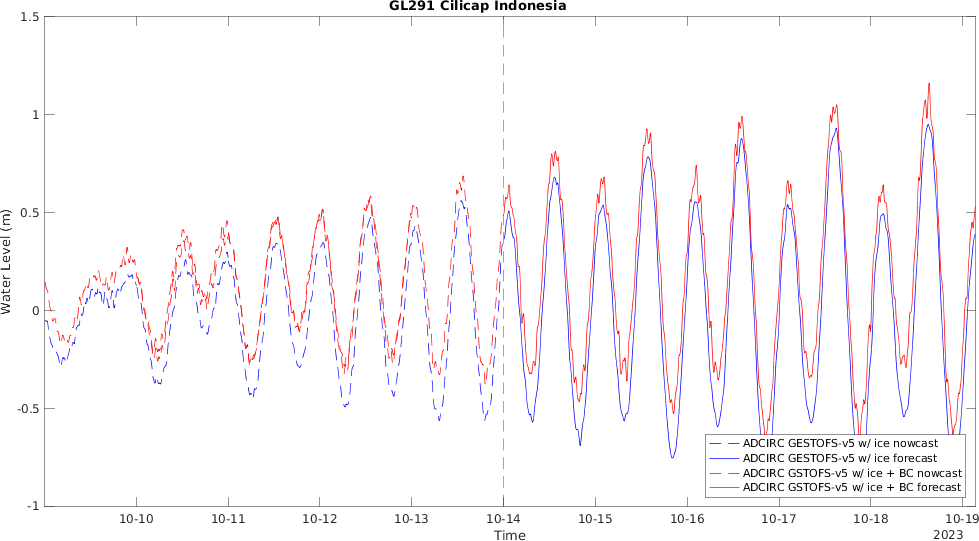 GL291 Cilicap Indonesia
1.5
1
0.5
0
-0.5
-1
Water Level (m)
ADCIRC GESTOFS-v5 w/ ice nowcast
ADCIRC GESTOFS-v5 w/ ice forecast
ADCIRC GSTOFS-v5 w/ ice + BC nowcast
ADCIRC GSTOFS-v5 w/ ice + BC forecast
10-10 10-11 10-12 10-13 10-14 10-15 10-16 10-17 10-18 10-19
Time
2023